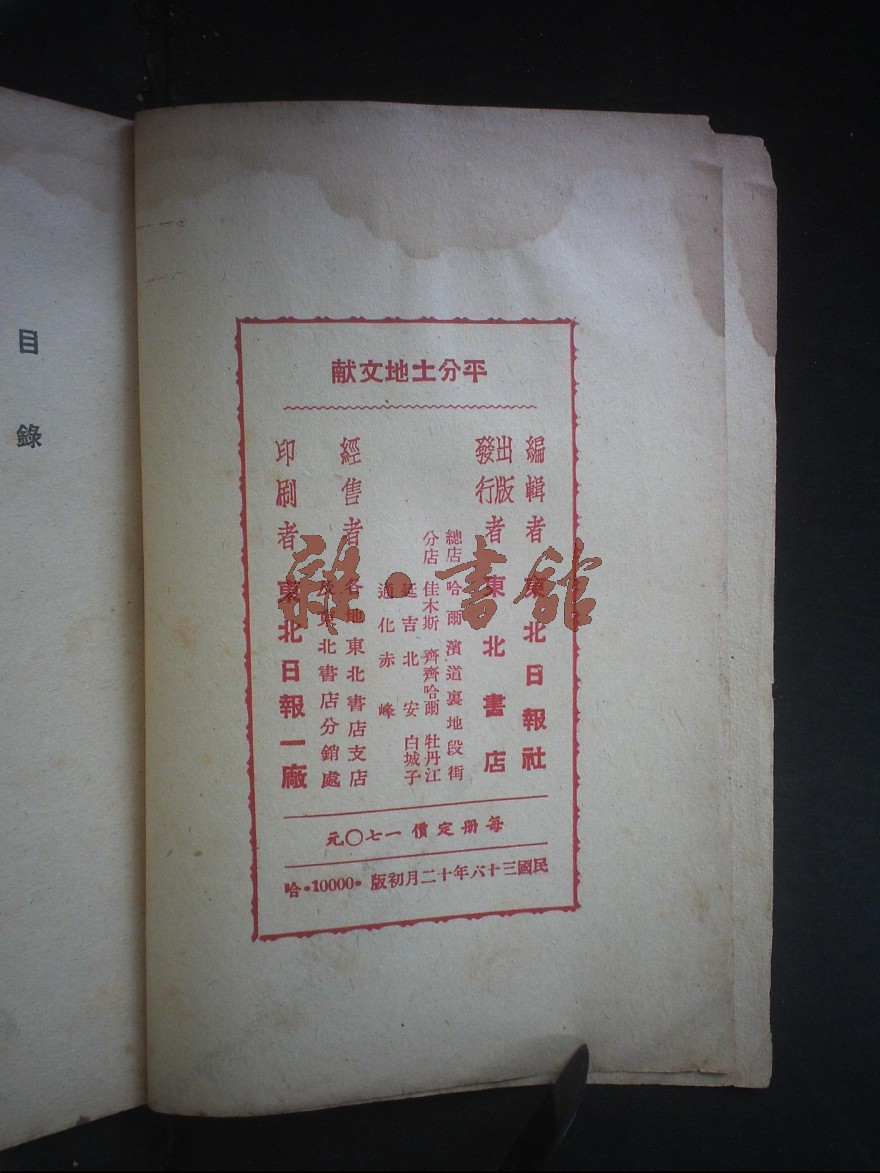 平分土地文献
編輯者 東北日報社
出版
發行
者 東北書店
總店 哈爾濱道裏地段街
分店 佳木斯 齊齊哈爾 牡丹江
延吉 北安 白城子
通化 赤峰
經售者 各地東北書店支店
及東北書店分銷處
印刷者 東北日報一廠
每册定價一七〇元
民國三十六年十二月初版・10000・哈
目錄
雜・書館